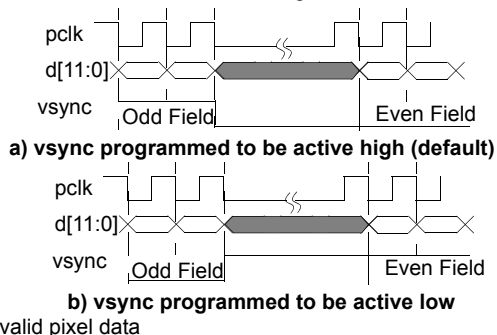 pclk
d[11:0]
vsync
Odd Field
Even Field
a) vsync programmed to be active high (default)
pclk
d[11:0]
vsync
Odd Field
Even Field
b) vsync programmed to be active low
valid pixel data